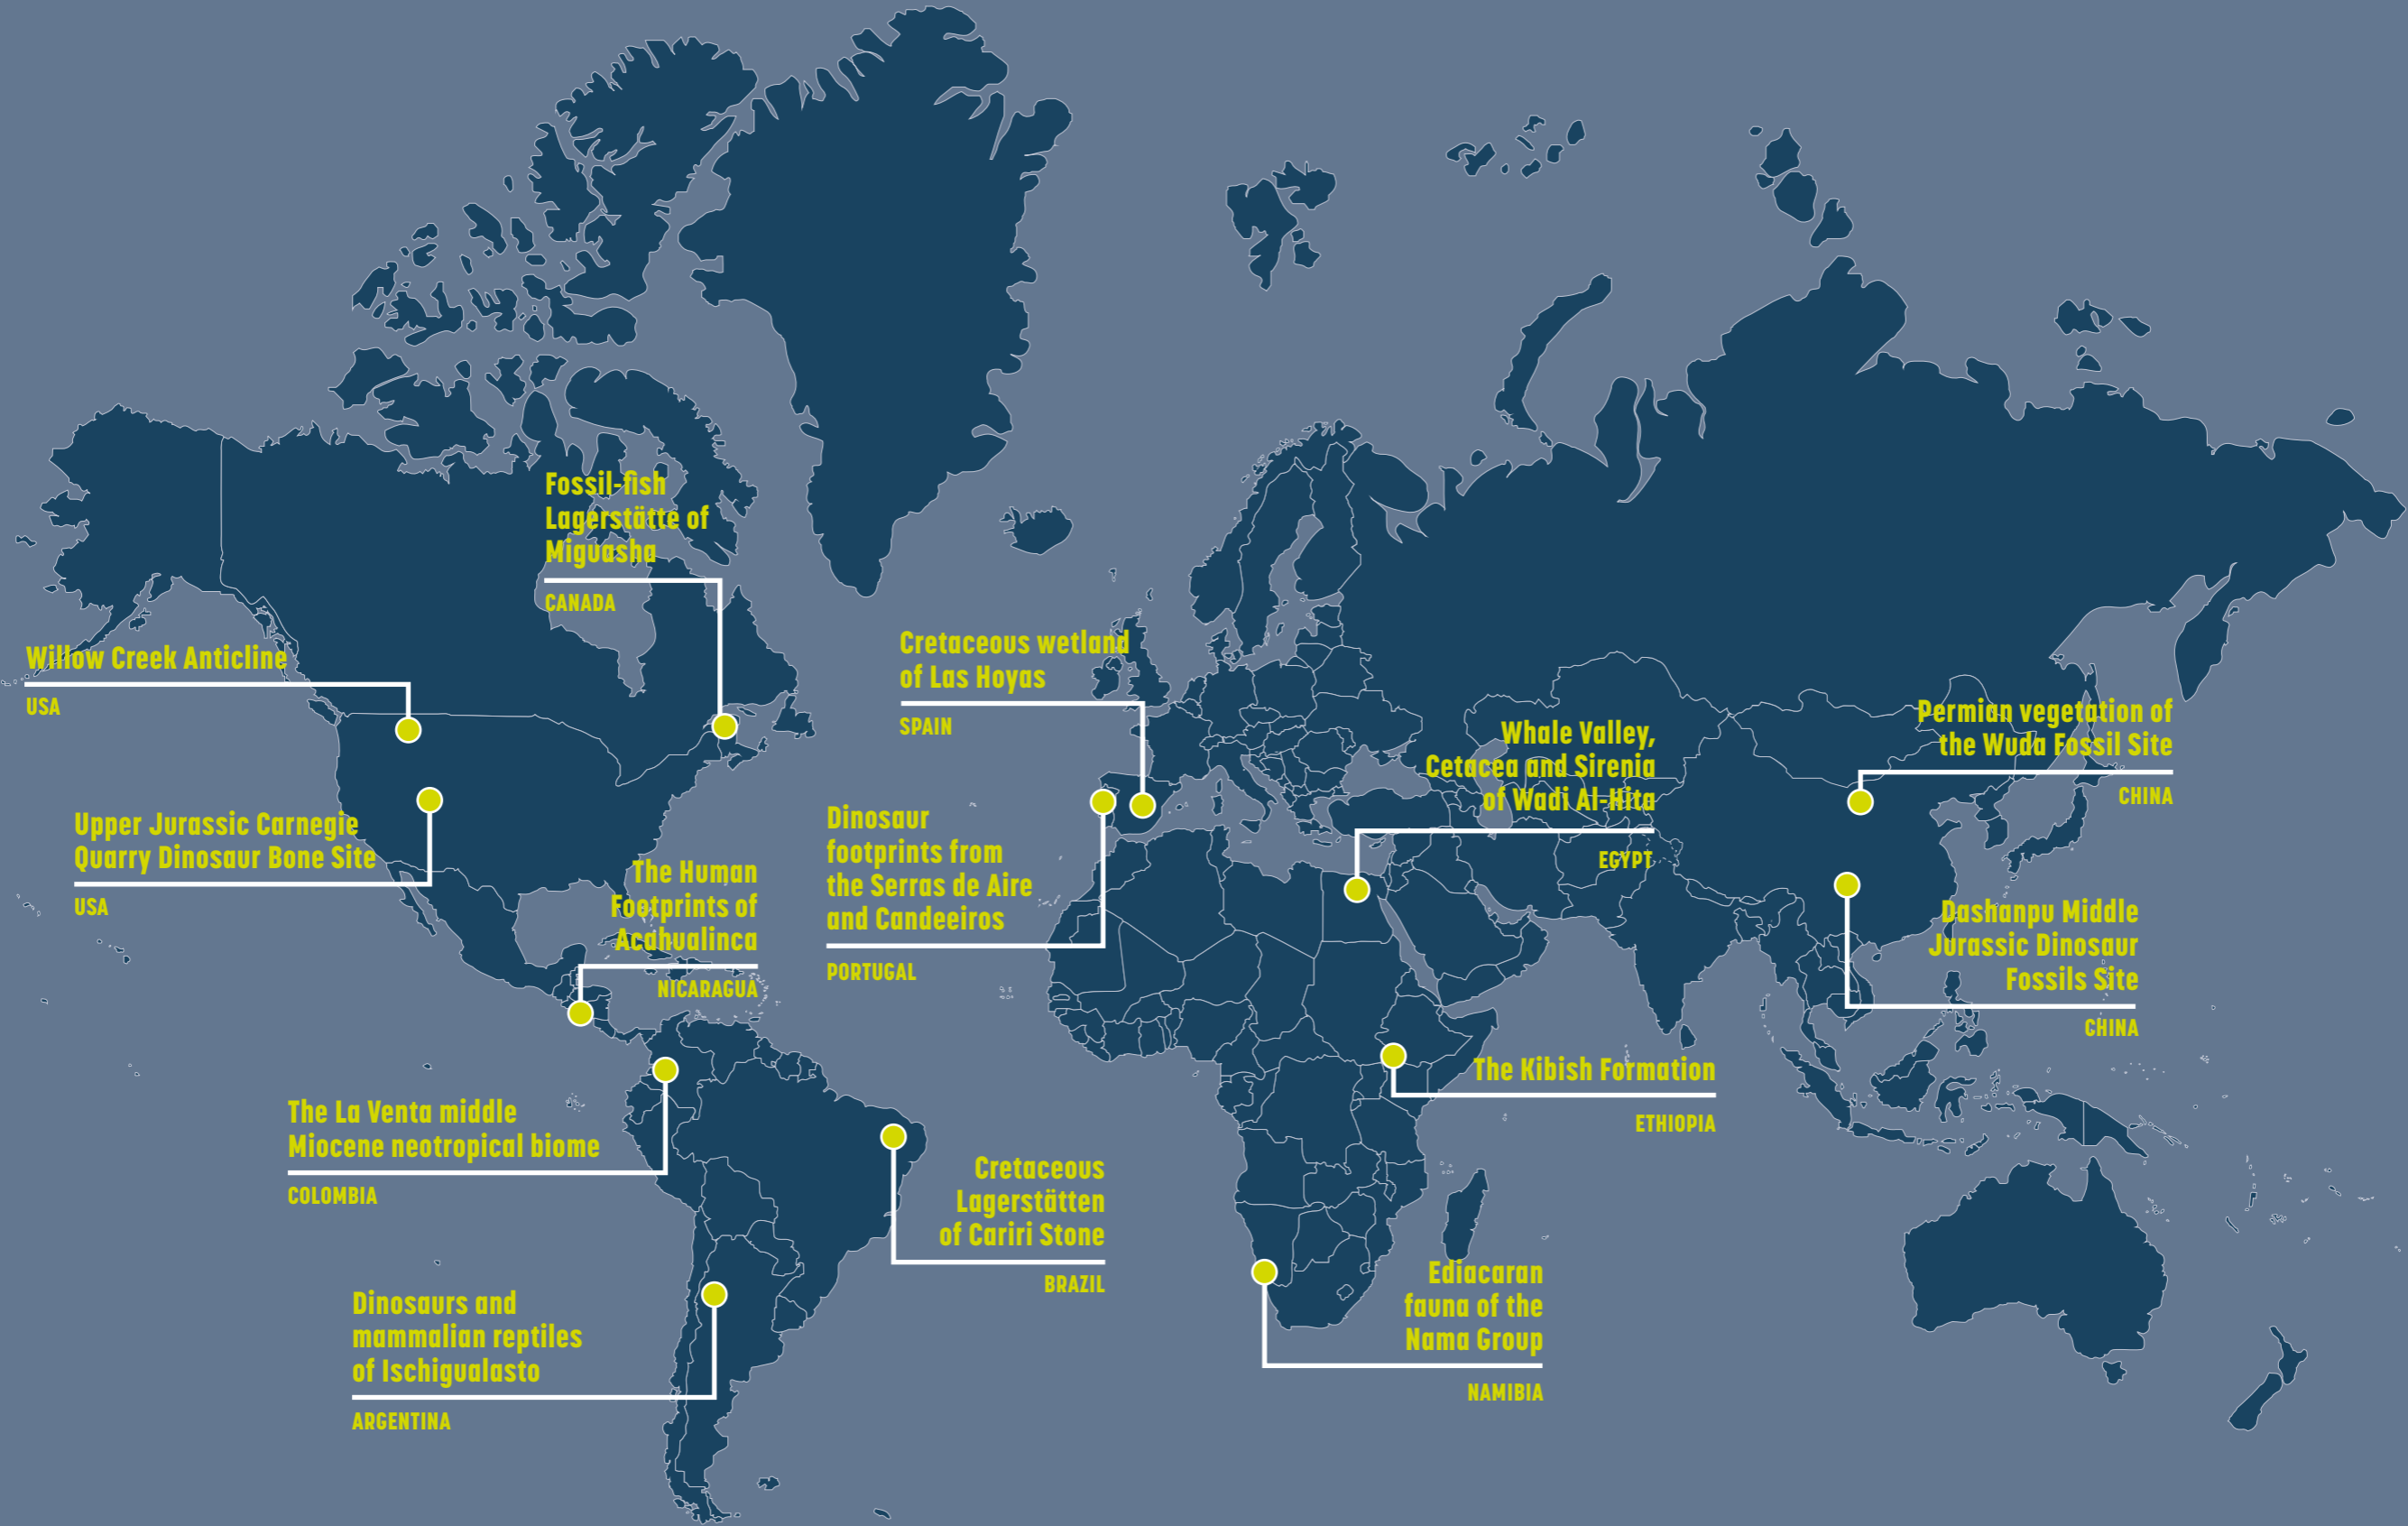 Fossil-fish
Lagerstätte of
Miguasha
CANADA
Willow Creek Anticline
USA
Upper Jurassic Carnegie
Quarry Dinosaur Bone Site
USA
The Human
Footprints of
Acahualinca
NICARAGUA
Cretaceous wetland
of Las Hoyas
SPAIN
Dinosaur
footprints from
the Serras de Aire
and Candeeiros
PORTUGAL
Whale Valley,
Cetacea and Sirenia
of Wadi Al-Hita
EGYPT
Permian vegetation of
the Wuda Fossil Site
CHINA
Dashanpu Middle
Jurassic Dinosaur
Fossils Site
CHINA
The Kibish Formation
ETHIOPIA
The La Venta middle
Miocene neotropical biome
COLOMBIA
Cretaceous
Lagerstätten
of Cariri Stone
BRAZIL
Ediacaran
fauna of the
Nama Group
NAMIBIA
Dinosaurs and
mammalian reptiles
of Ischigualasto
ARGENTINA